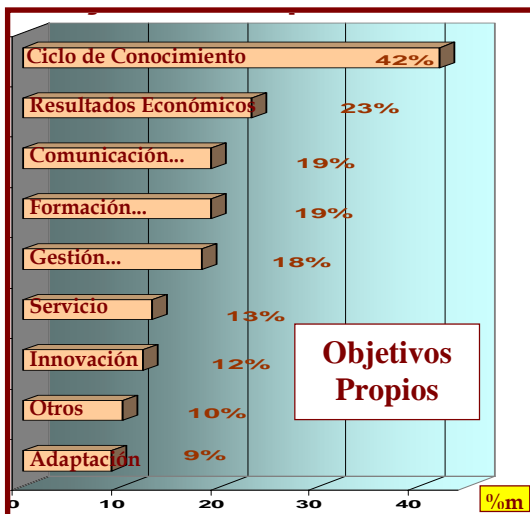 Ciclo de Conocimiento 42%
Resultados Económicos 23%
Comunicación... 19%
Formación... 19%
Gestión... 18%
Servicio 13%
Innovación 12%
Objetivos
Propios
Otros 10%
Adaptación 9%
0 10 20 30 40 %m